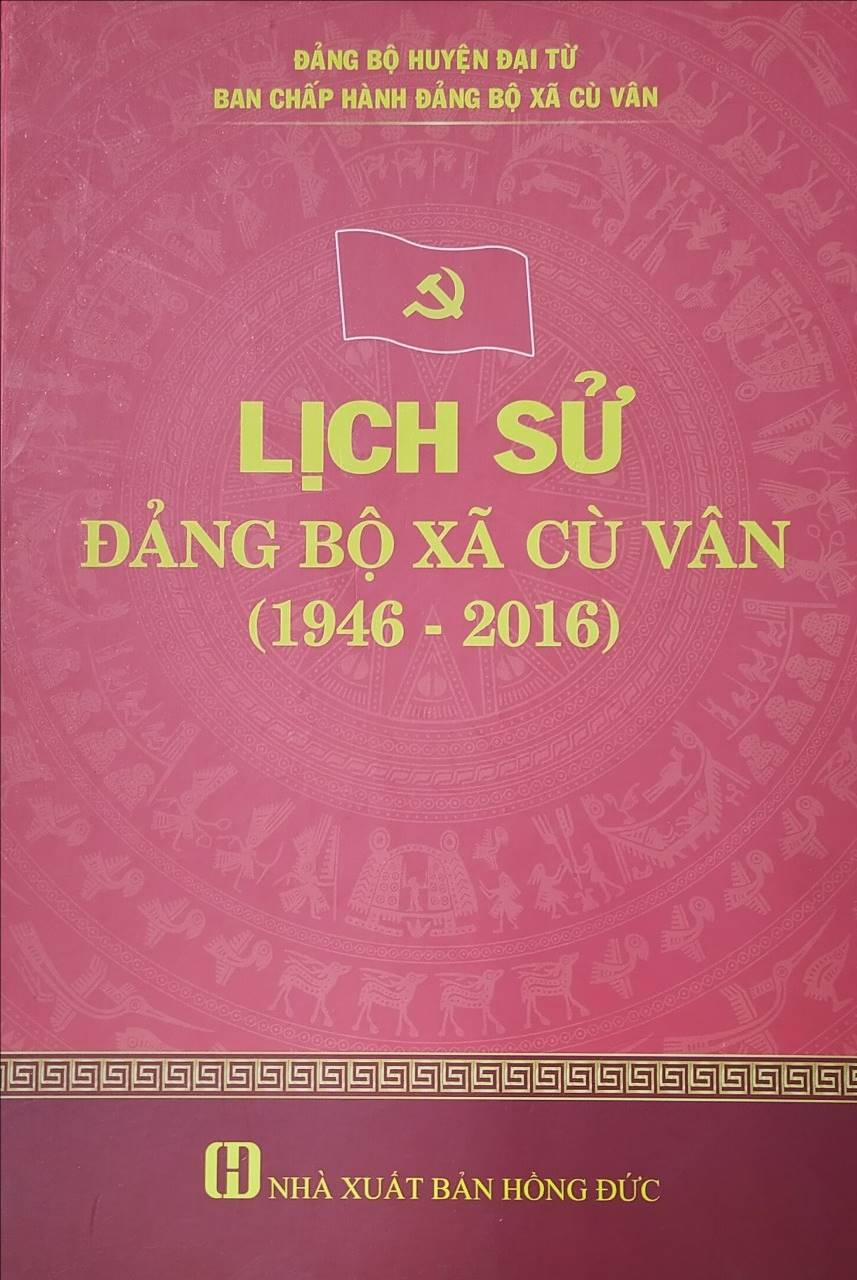 ĐẢNG BỘ HUYỆN ĐẠI TỪ
BAN CHẤP HÀNH ĐẢNG BỘ XÃ CÙ VÂN
LỊCH SỬ
ĐẢNG BỘ XÃ CÙ VÂN
(1946 - 2016)
NHÀ XUẤT BẢN HỒNG ĐỨC